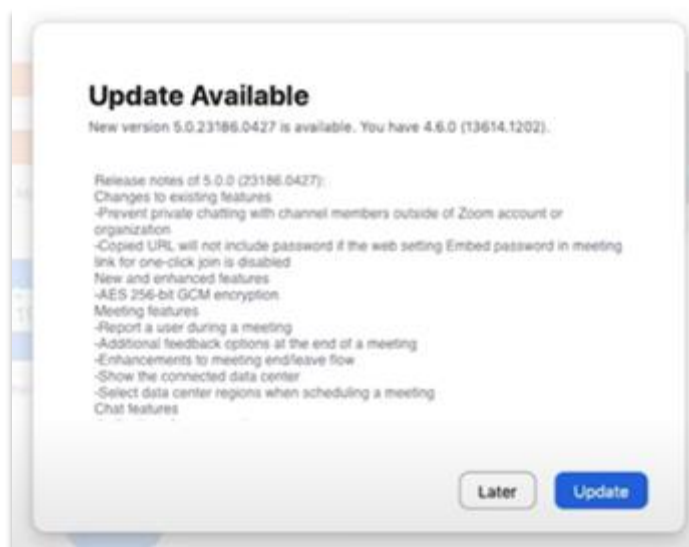 Update Available
New version 5.0.23186.0427 is available. You have 4.6.0 (13614.1202).
Release notes of 5.0.0 (23186.0427):
Changes to existing features
-Prevent private chatting with channel members outside of Zoom account or
organization
-Copied URL will not include password if the web setting Embed password in meeting
link for one-click join is disabled
New and enhanced features
-AES 256-bit GCM encryption
Meeting features
-Report a user during a meeting
-Additional feedback options at the end of a meeting
-Enhancements to meeting end/leave flow
-Show the connected data center
-Select data center regions when scheduling a meeting
Chat features
Later Update